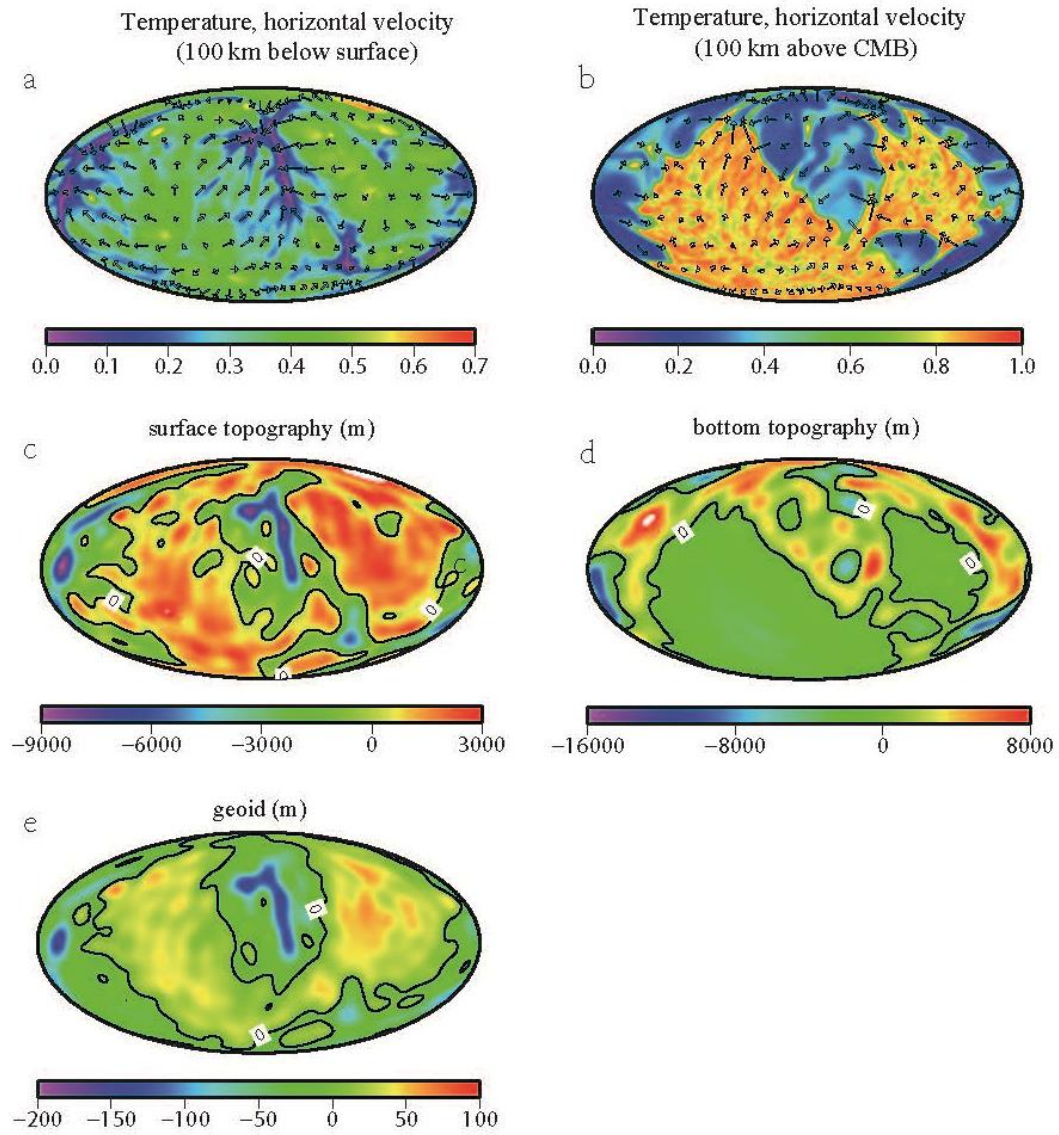 Temperature, horizontal velocity
(100 km below surface)
Temperature, horizontal velocity
(100 km above CMB)
a
b
0.0 0.1 0.2 0.3 0.4 0.5 0.6 0.7
0.0 0.2 0.4 0.6 0.8 1.0
c
surface topography (m)
d
bottom topography (m)
0
0
0
0
C
0
0
0
0
−9000 −6000 −3000 0 3000
−16000 −8000 0 8000
e
geoid (m)
0
0
−200 −150 −100 −50 0 50 100